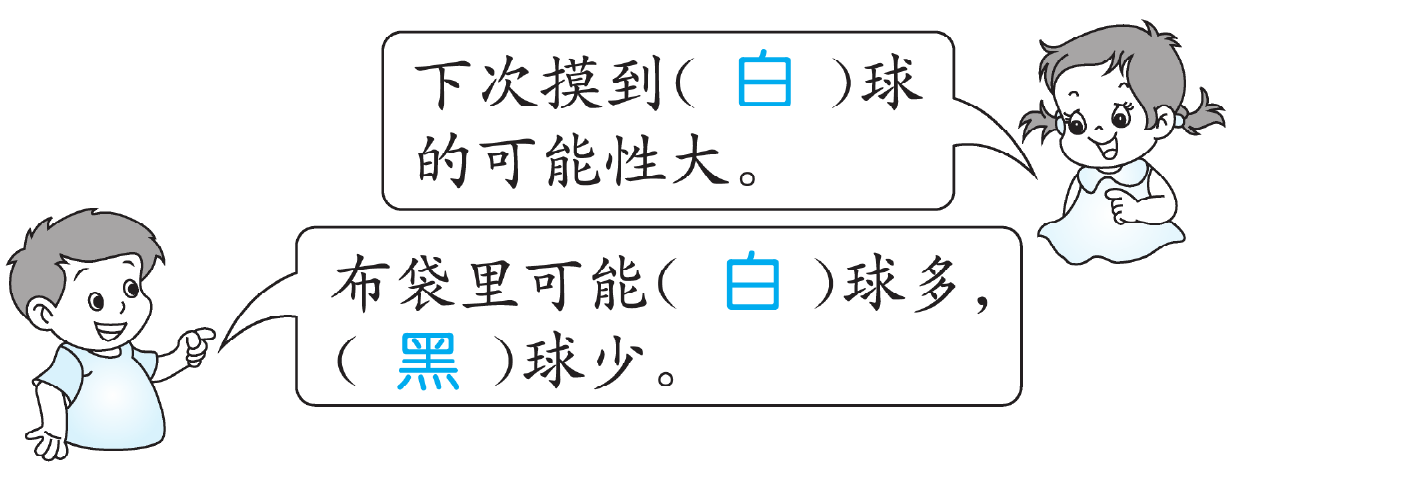 下次摸到( 白 )球
的可能性大。
布袋里可能( 白 )球多，
( 黑 )球少。